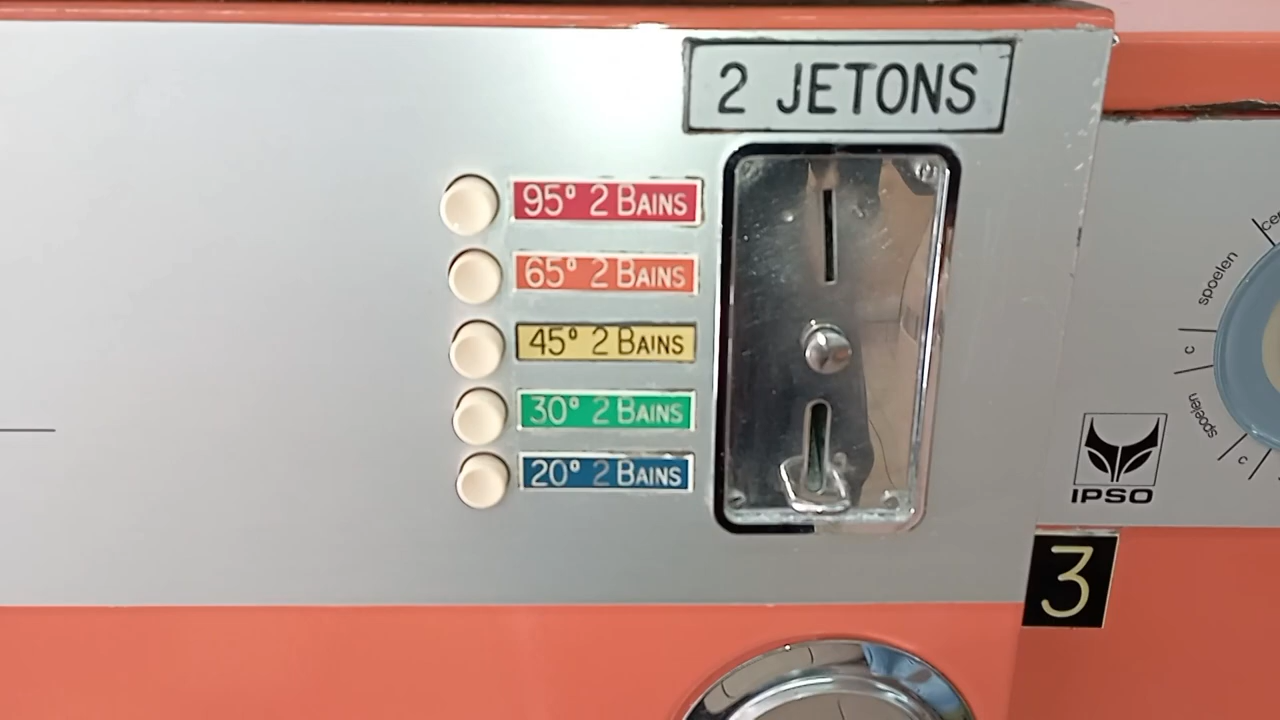 2 JETONS
95° 2 BAINS
65° 2 BAINS
45° 2 BAINS
30° 2 BAINS
20° 2 BAINS
spoelen
c
spoelen
c
IPSO
3